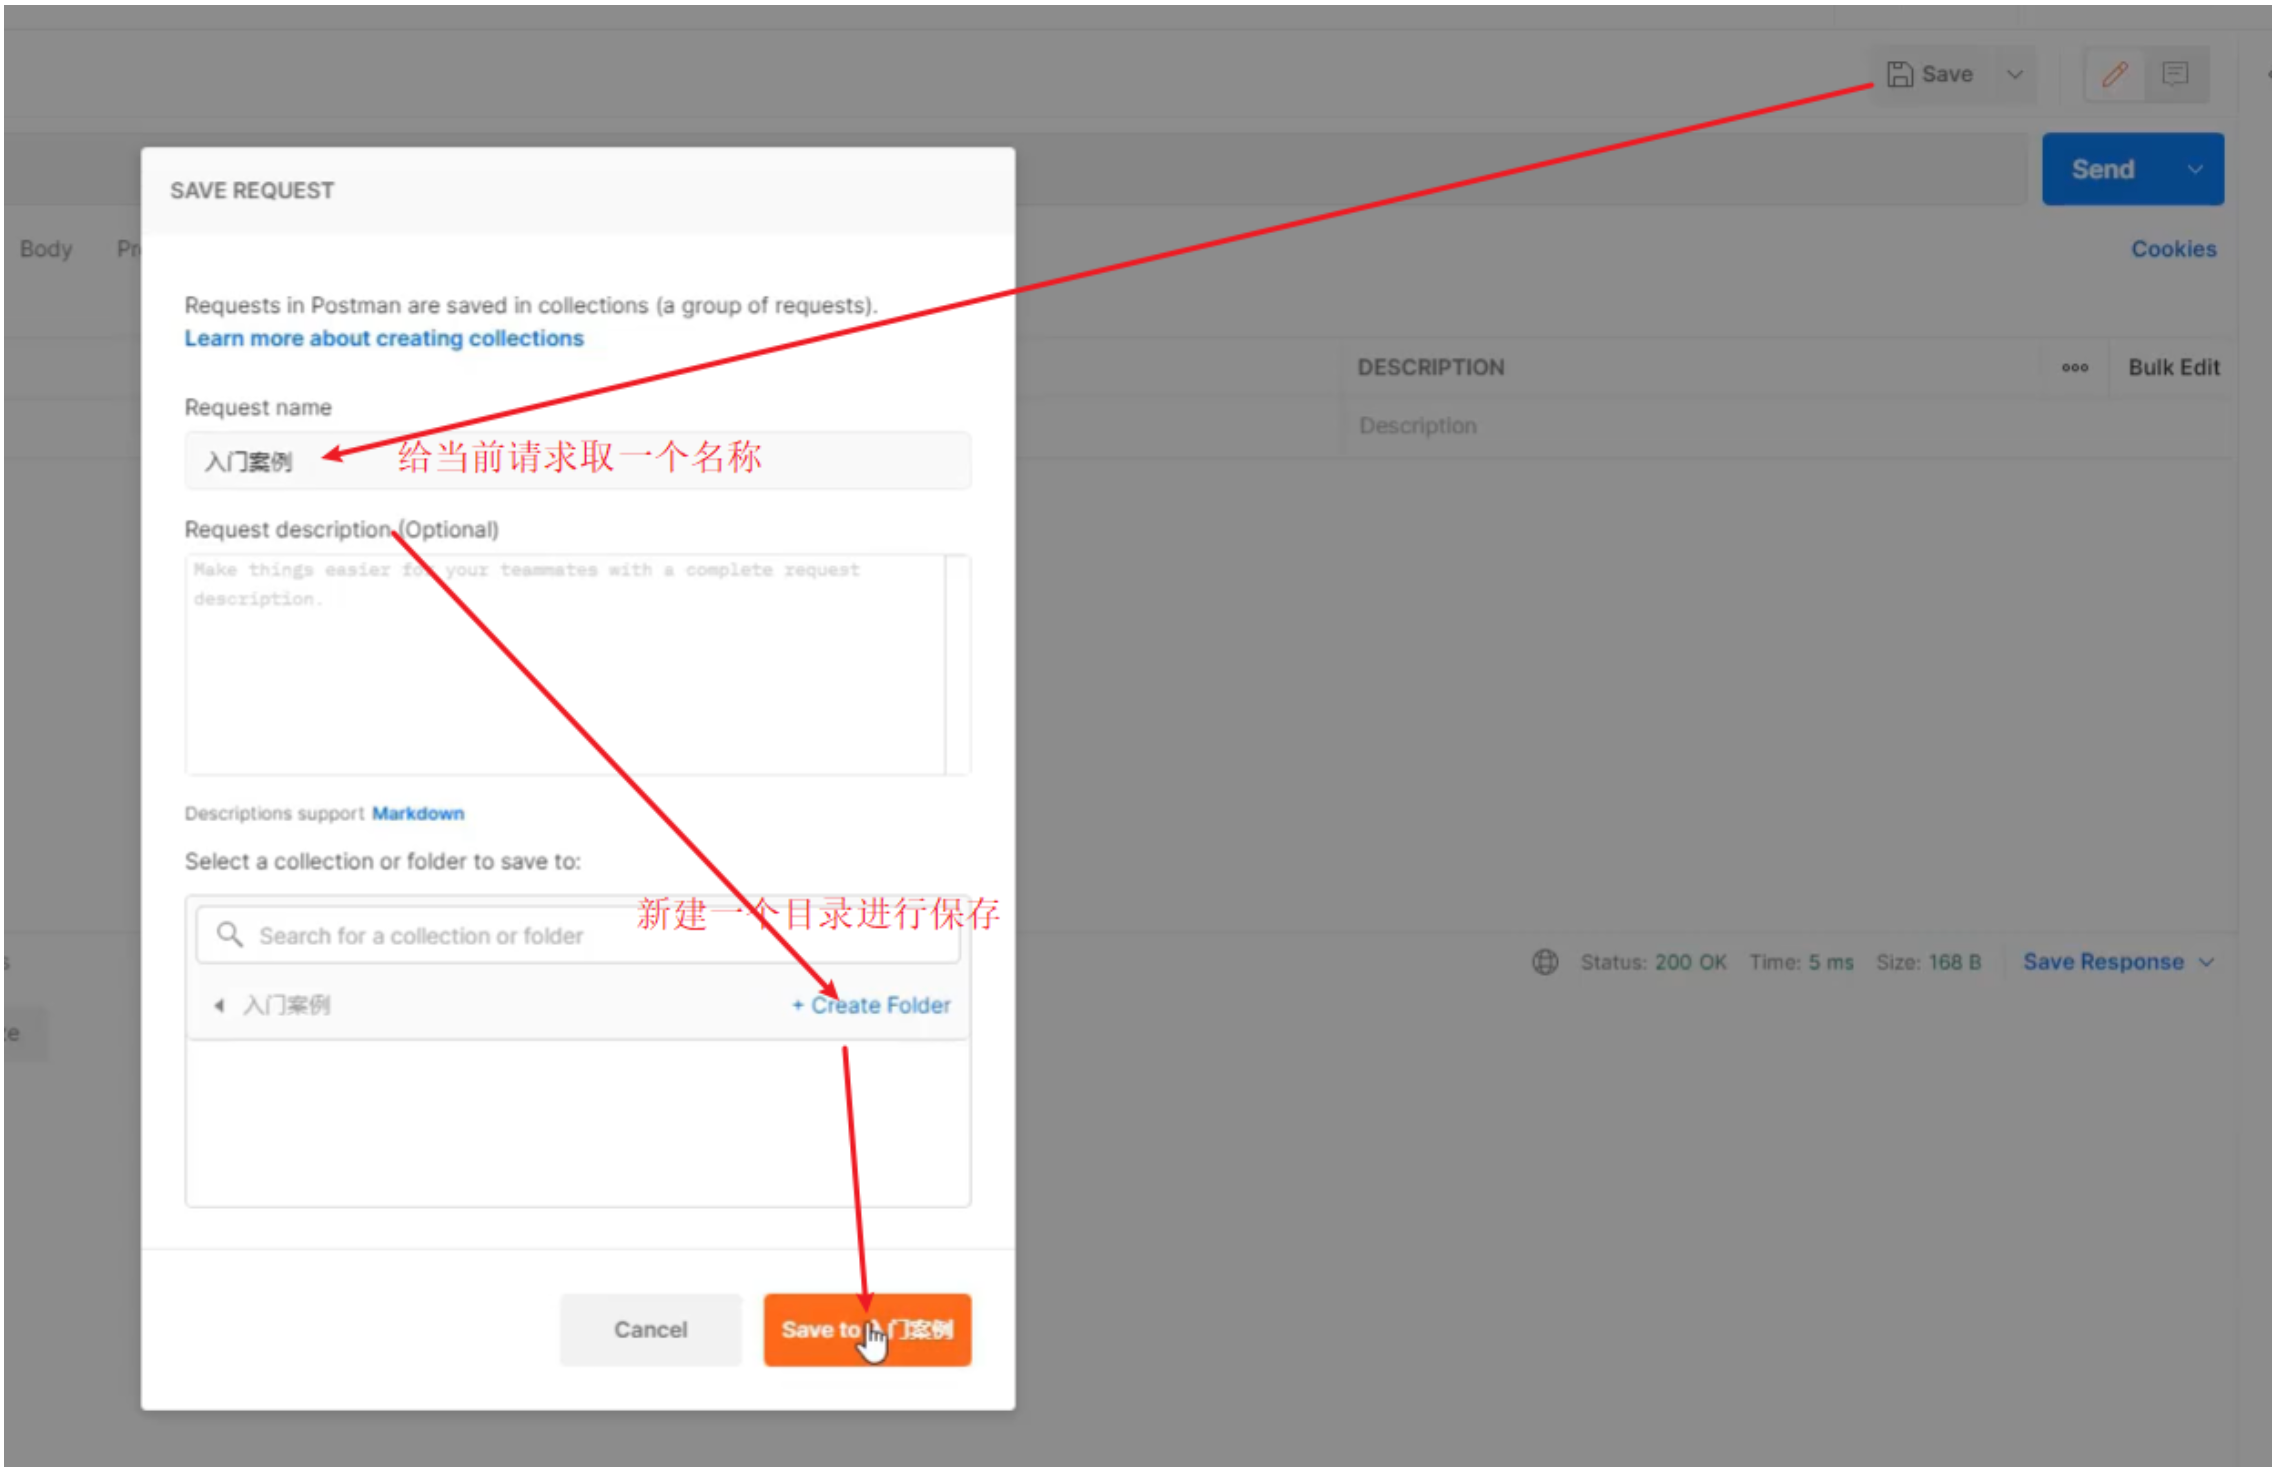 Save
Send
SAVE REQUEST
Body
Cookies
Requests in Postman are saved in collections (a group of requests).
Learn more about creating collections
DESCRIPTION
Bulk Edit
Request name
Description
入门案例
给当前请求取一个名称
Request description (Optional)
Make things easier for your teammates with a complete request
description.
Descriptions support Markdown
Select a collection or folder to save to:
新建一个目录进行保存
Search for a collection or folder
Status: 200 OK Time: 5 ms Size: 168 B Save Response
入门案例
+ Create Folder
Cancel
Save to 入门案例